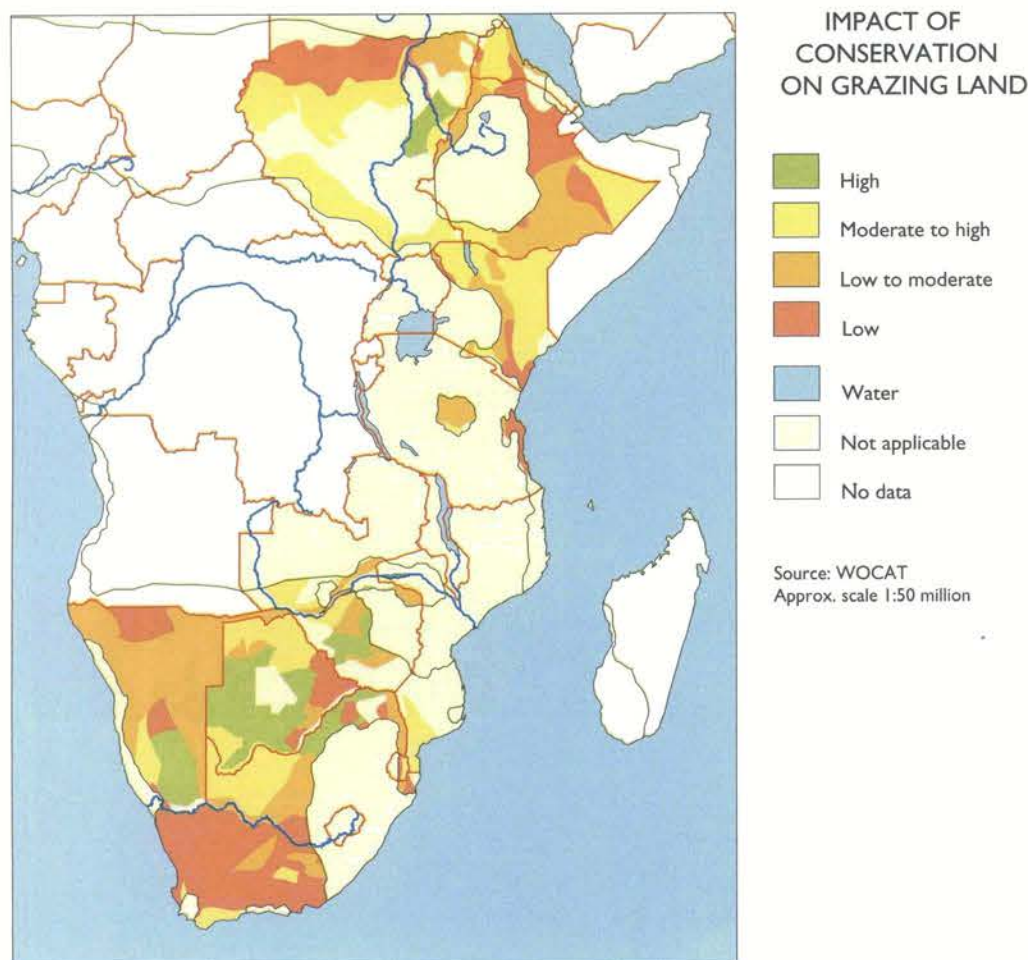 IMPACT OF
CONSERVATION
ON GRAZING LAND
High
Moderate to high
Low to moderate
Low
Water
Not applicable
No data
Source: WOCAT
Approx. scale 1:50 million